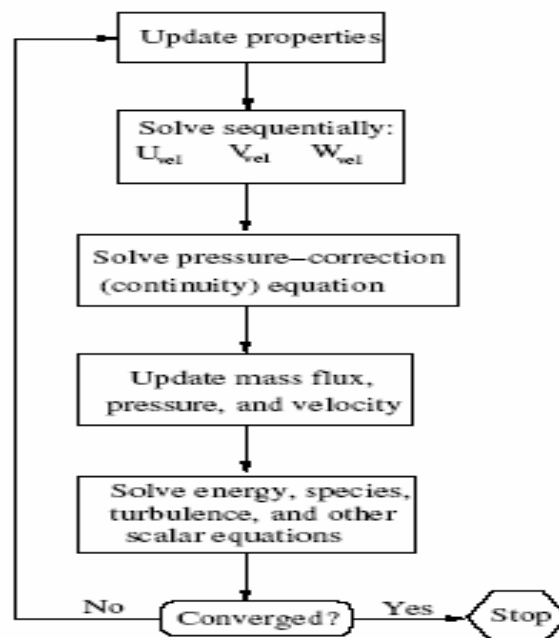 Update properties
Solve sequentially:
U_vel V_vel W_vel
Solve pressure–correction
(continuity) equation
Update mass flux,
pressure, and velocity
Solve energy, species,
turbulence, and other
scalar equations
No Converged? Yes Stop